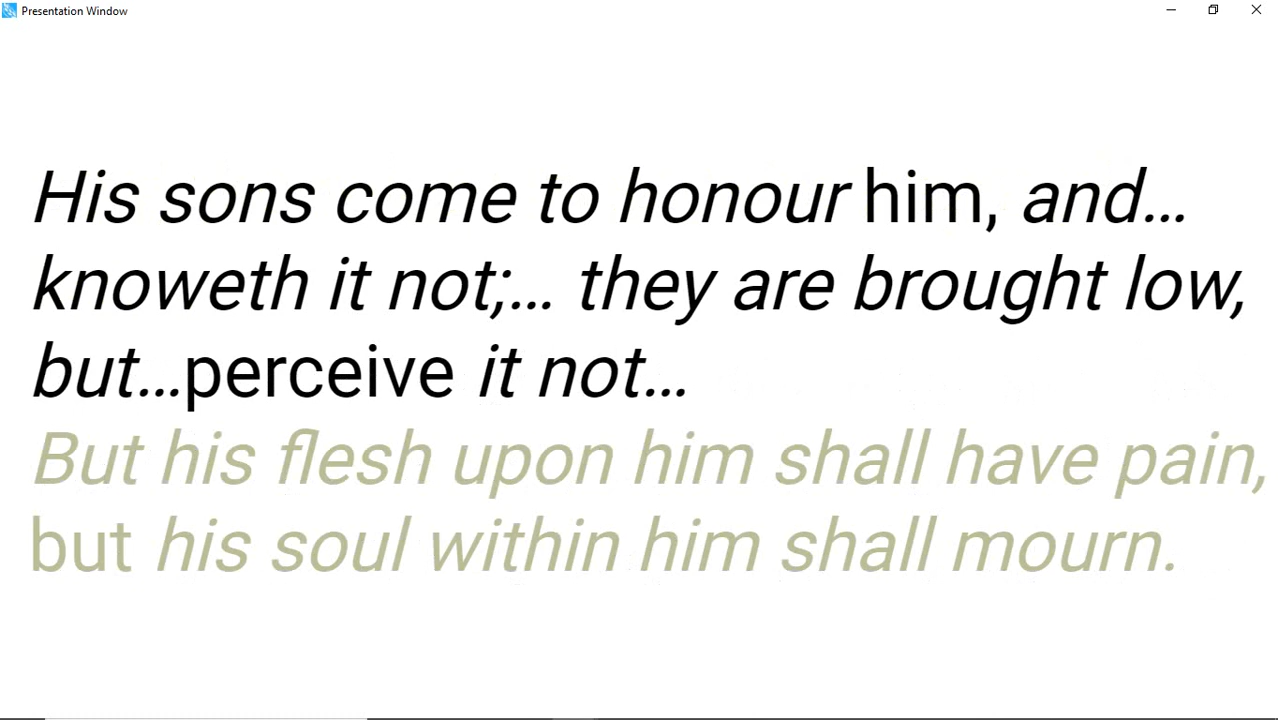 Presentation Window
His sons come to honour him, and…
knoweth it not;… they are brought low,
but…perceive it not…
But his flesh upon him shall have pain,
but his soul within him shall mourn.